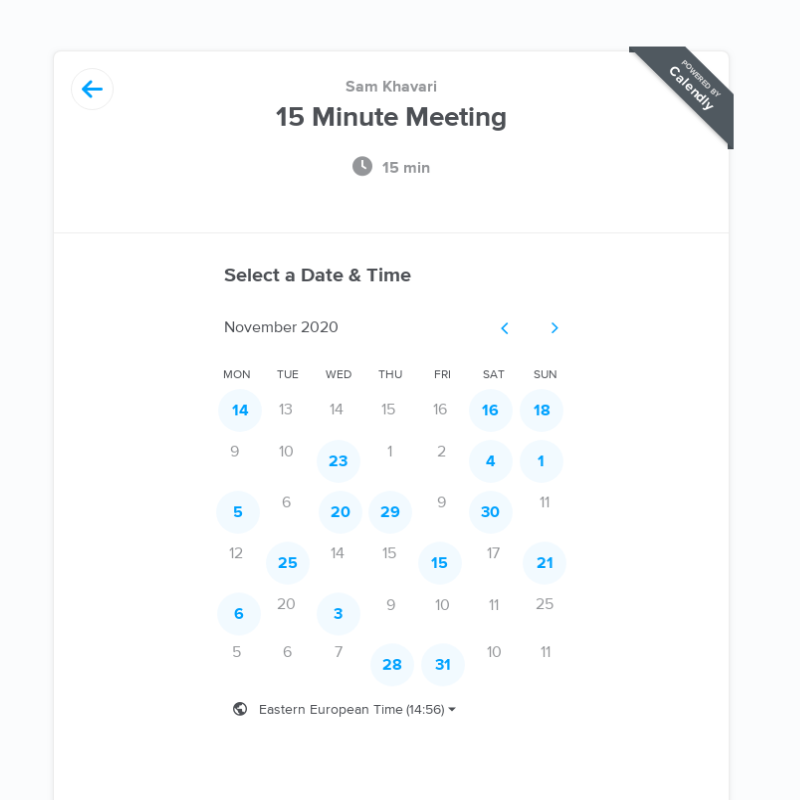 POWERED BY
Calendly
Sam Khavari
15 Minute Meeting
15 min
Select a Date & Time
November 2020
MON TUE WED THU FRI SAT SUN
14 13 14 15 16 16 18
9 10 23 1 2 4 1
5 6 20 29 9 30 11
12 25 14 15 15 17 21
6 20 3 9 10 11 25
5 6 7 28 31 10 11
Eastern European Time (14:56)